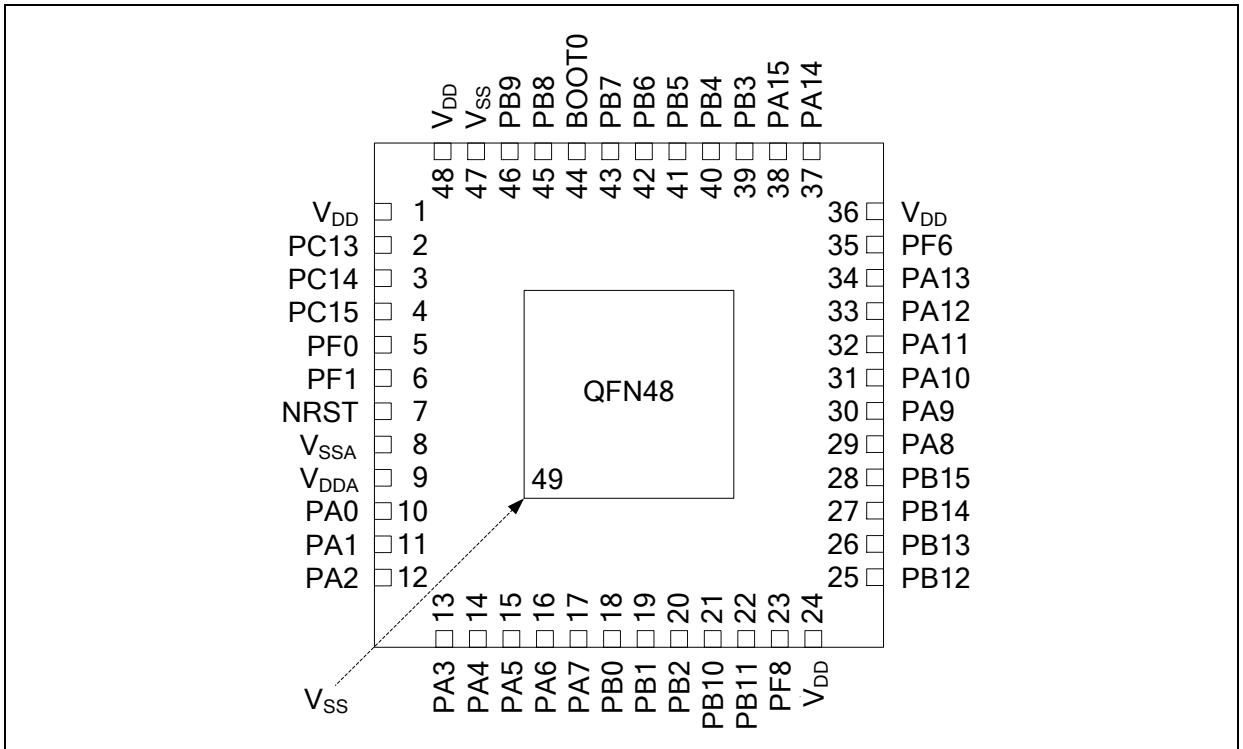 VDD
VSS
PB9
PB8
BOOT0
PB7
PB6
PB5
PB4
PB3
PA15
PA14
48
47
46
45
44
43
42
41
40
39
38
37
VDD 1
PC13 2
PC14 3
PC15 4
PF0 5
PF1 6
NRST 7
VSSA 8
VDDA 9
PA0 10
PA1 11
PA2 12
36 VDD
35 PF6
34 PA13
33 PA12
32 PA11
31 PA10
30 PA9
29 PA8
28 PB15
27 PB14
26 PB13
25 PB12
QFN48
49
13
14
15
16
17
18
19
20
21
22
23
24
PA3
PA4
PA5
PA6
PA7
PB0
PB1
PB2
PB10
PB11
PF8
VDD
VSS